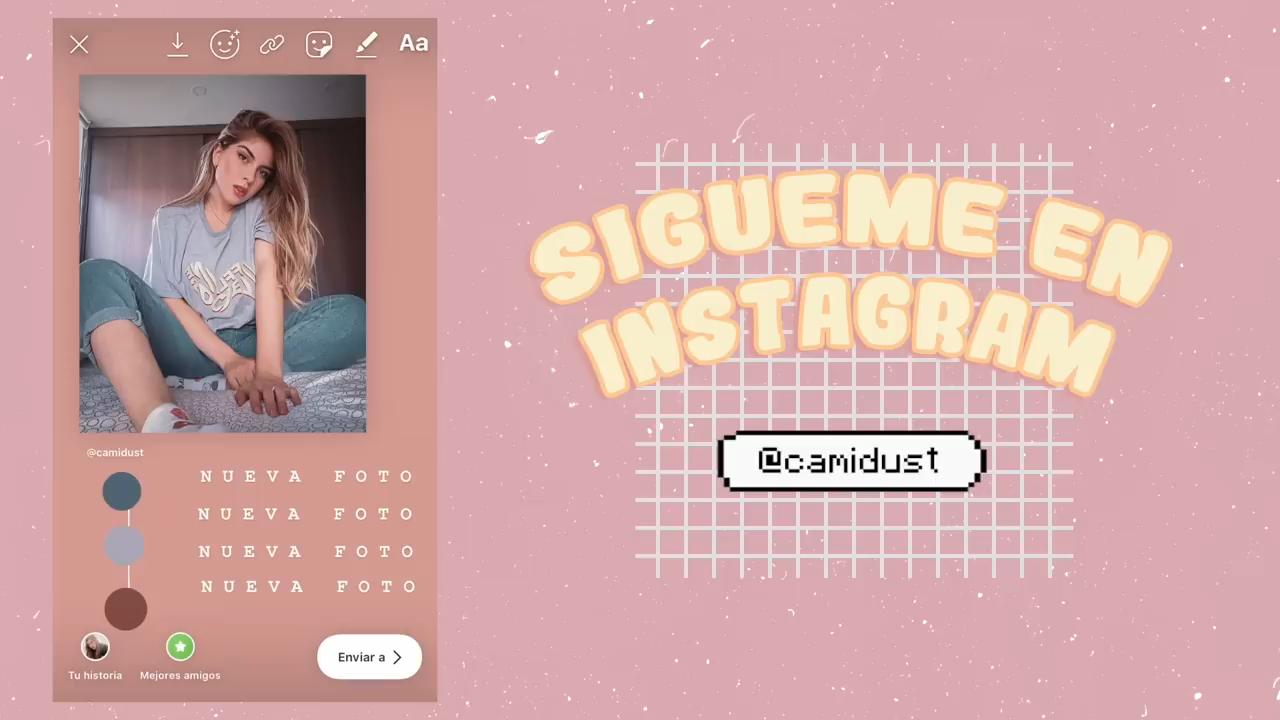 Aa
@camidust
NUEVA FOTO
NUEVA FOTO
NUEVA FOTO
NUEVA FOTO
Tu historia
Mejores amigos
Enviar a
SIGUEME EN
INSTAGRAM
@camidust